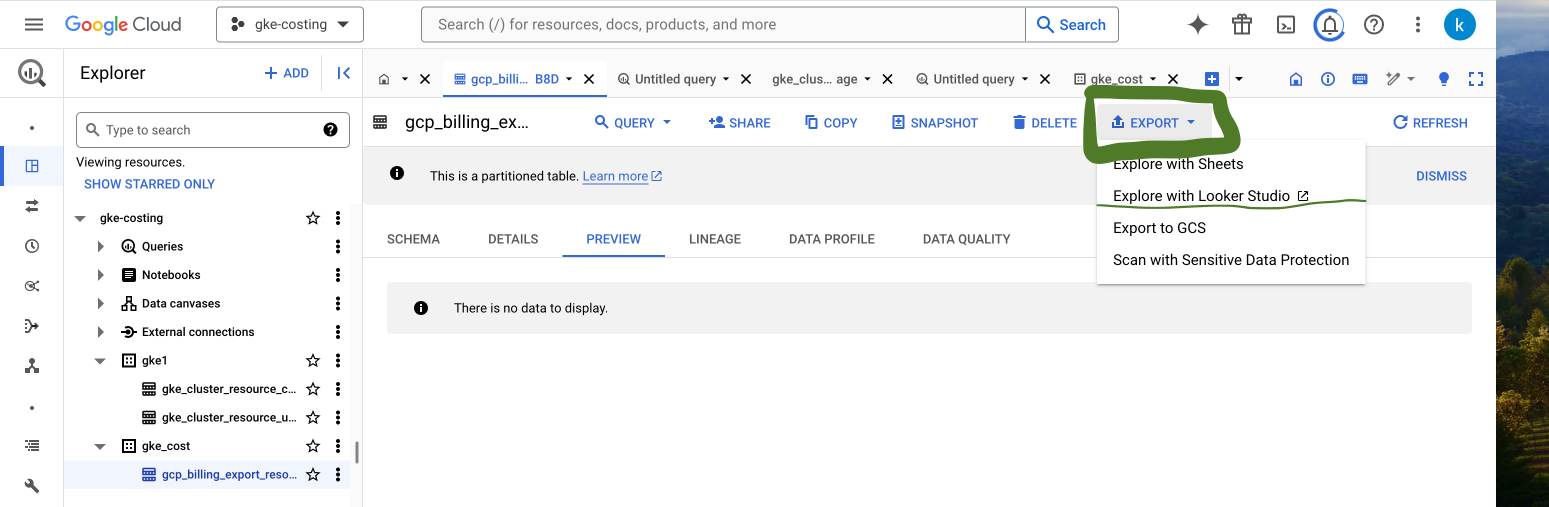 Google Cloud
gke-costing
Search (/) for resources, docs, products, and more
Search
k
Explorer
+ ADD
gcp_billi... B8D
Untitled query
gke_clus... age
Untitled query
gke_cost
Type to search
gcp_billing_ex...
QUERY
SHARE
COPY
SNAPSHOT
DELETE
EXPORT
REFRESH
Viewing resources.
SHOW STARRED ONLY
This is a partitioned table. Learn more
DISMISS
Explore with Sheets
Explore with Looker Studio
Export to GCS
Scan with Sensitive Data Protection
gke-costing
Queries
Notebooks
Data canvases
External connections
gke1
gke_cluster_resource_c...
gke_cluster_resource_u...
gke_cost
gcp_billing_export_reso...
SCHEMA
DETAILS
PREVIEW
LINEAGE
DATA PROFILE
DATA QUALITY
There is no data to display.